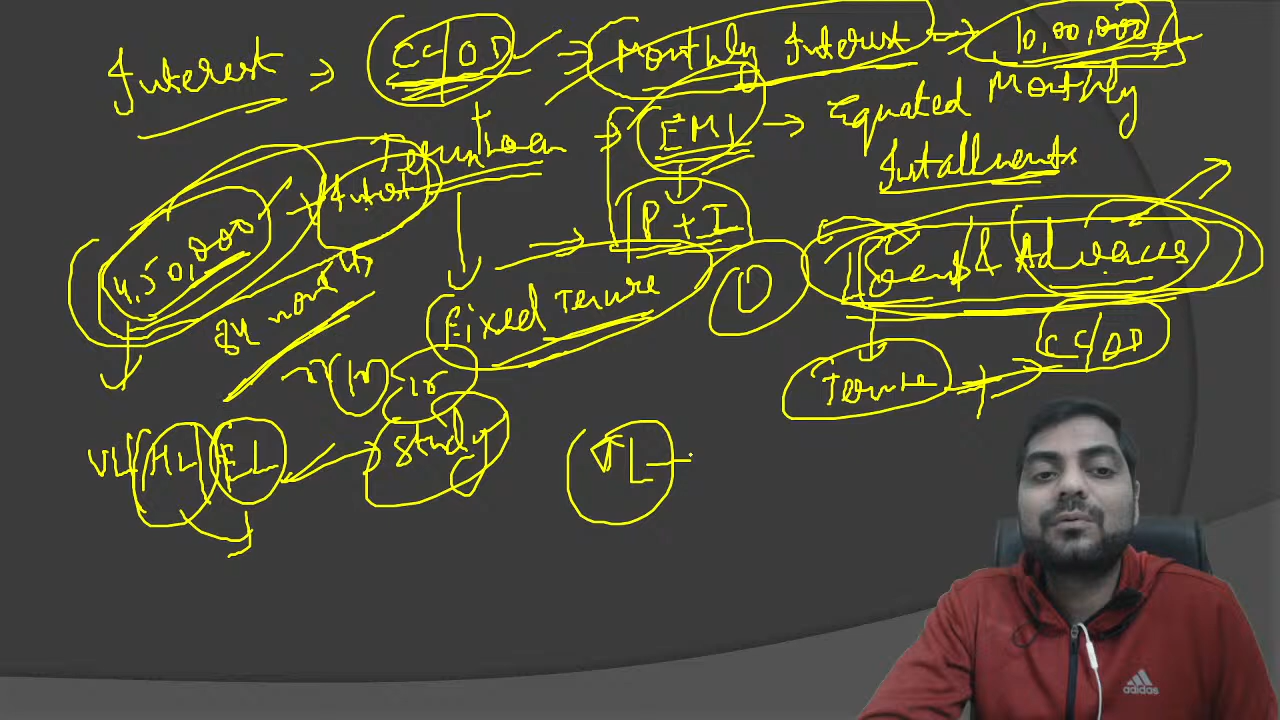 Interest → CC/OD ⇒ Monthly Interest → 10,00,000
Term Loan → EMI → Equated Monthly
Installments
4,50,000 + Interest
P + I
Loans & Advances
84 months
Fixed Tenure
CC/OD
Tenure
VL/HL/EL
Study
VL
adidas